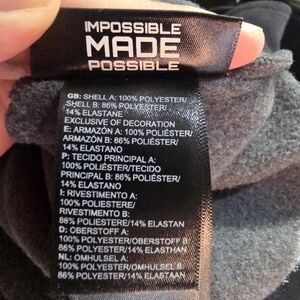 IMPOSSIBLE
MADE
POSSIBLE
GB: SHELL A: 100% POLYESTER/
SHELL B: 86% POLYESTER/
14% ELASTANE
EXCLUSIVE OF DECORATION
E: ARMAZÓN A: 100% POLIÉSTER/
ARMAZÓN B: 86% POLIÉSTER/
14% ELASTANO
P: TECIDO PRINCIPAL A:
100% POLIÉSTER/TECIDO
PRINCIPAL B: 86% POLIÉSTER/
14% ELASTANO
I: RIVESTIMENTO A:
100% POLIESTERE/
RIVESTIMENTO B:
86% POLIESTERE/14% ELASTAN
D: OBERSTOFF A:
100% POLYESTER/OBERSTOFF B:
86% POLYESTER/14% ELASTAN
NL: OMHULSEL A:
100% POLYESTER/OMHULSEL B:
86% POLYESTER/14% ELASTAAN